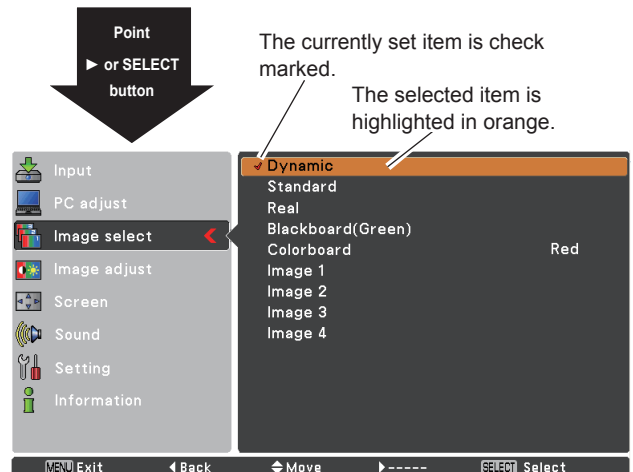 Point
► or SELECT
button
The currently set item is check
marked.
The selected item is
highlighted in orange.
Input
PC adjust
Image select
Image adjust
Screen
Sound
Setting
Information
Dynamic
Standard
Real
Blackboard(Green)
Colorboard Red
Image 1
Image 2
Image 3
Image 4
MENU Exit ◄Back Move ►----- SELECT Select